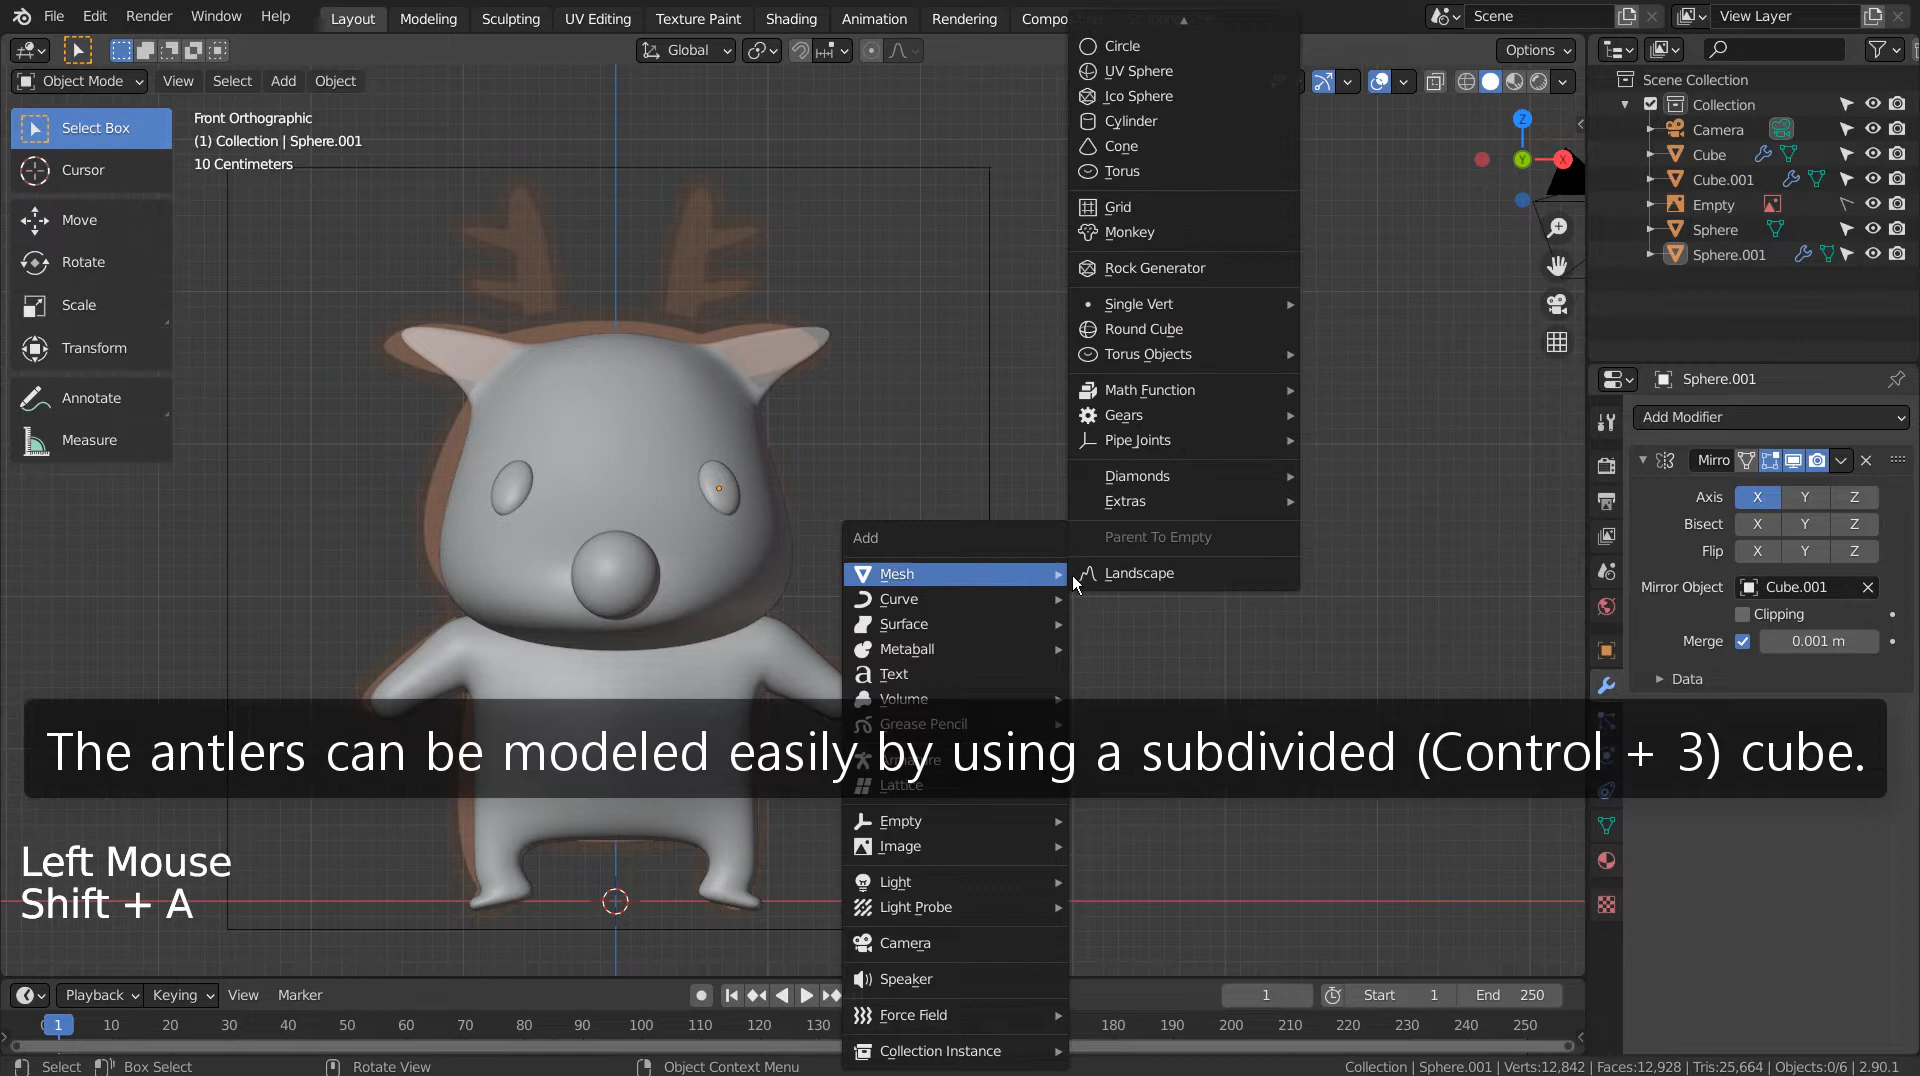 File Edit Render Window Help Layout Modeling Sculpting UV Editing Texture Paint Shading Animation Rendering Scene View Layer
Global Options
Object Mode View Select Add Object
Select Box
Cursor
Move
Rotate
Scale
Transform
Annotate
Measure
Front Orthographic
(1) Collection | Sphere.001
10 Centimeters
Circle
UV Sphere
Ico Sphere
Cylinder
Cone
Torus
Grid
Monkey
Rock Generator
Single Vert
Round Cube
Torus Objects
Math Function
Gears
Pipe Joints
Diamonds
Extras
Parent To Empty
Landscape
Add
Mesh
Curve
Surface
Metaball
Text
Volume
Grease Pencil
Armature
Lattice
Empty
Image
Light
Light Probe
Camera
Speaker
Force Field
Collection Instance
Z
Y
X
Scene Collection
Collection
Camera
Cube
Cube.001
Empty
Sphere
Sphere.001
Sphere.001
Add Modifier
Mirro
Axis X Y Z
Bisect X Y Z
Flip X Y Z
Mirror Object Cube.001
Clipping
Merge 0.001 m
Data
The antlers can be modeled easily by using a subdivided (Control + 3) cube.
Left Mouse
Shift + A
Playback Keying View Marker 1 Start 1 End 250
1 10 20 30 40 50 60 70 80 90 100 110 120 130 180 190 200 210 220 230 240 250
Select Box Select Rotate View Object Context Menu Collection | Sphere.001 | Verts:12,842 | Faces:12,928 | Tris:25,664 | Objects:0/6 | 2.90.1